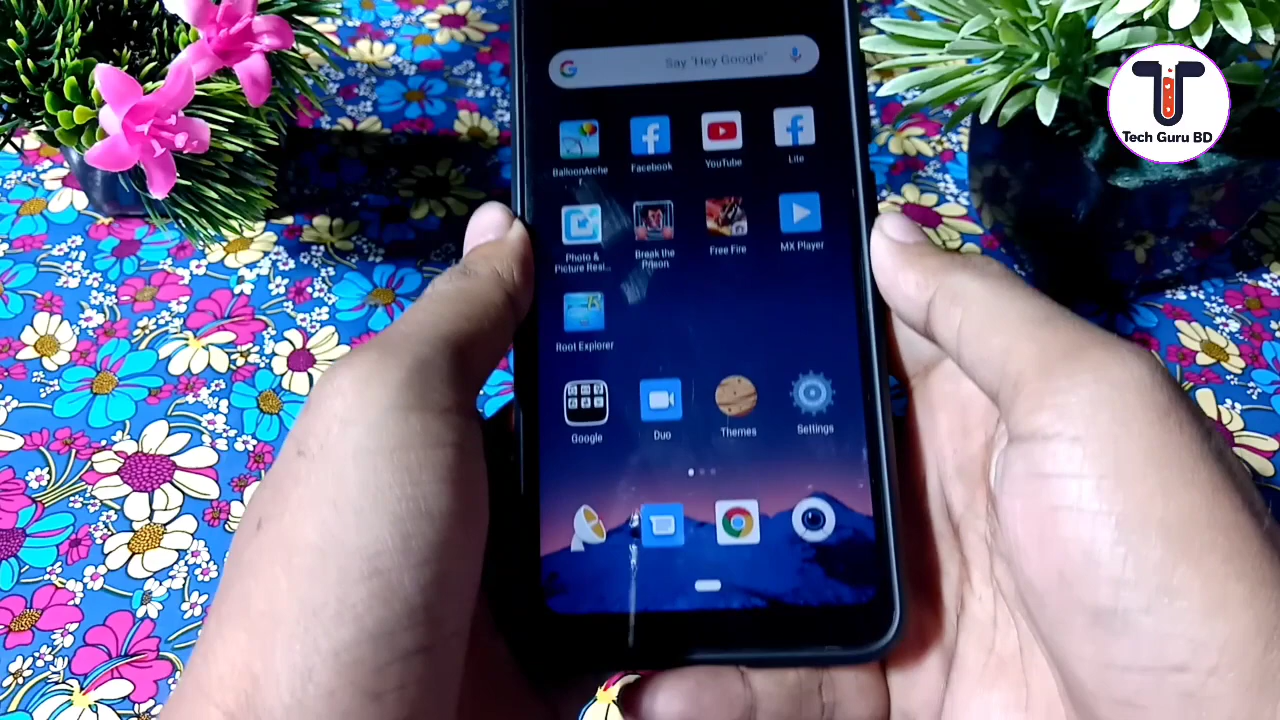 Say "Hey Google"
BalloonArche
Facebook
YouTube
Lite
Photo &
Picture Resi...
Break the
Prison
Free Fire
MX Player
Root Explorer
Google
Duo
Themes
Settings
Tech Guru BD